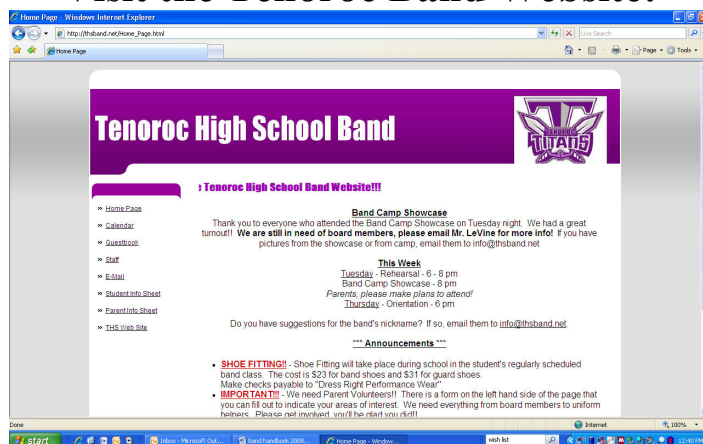 Visit the Tenoroc Band Website!
Home Page - Windows Internet Explorer
http://thsband.net/Home_Page.html
Live Search
Home Page
Page
Tools
Tenoroc High School Band
TENOROC
TITANS
Tenoroc High School Band Website!!!
» Home Page
» Calendar
» Guestbook
» Staff
» E-Mail
» Student Info Sheet
» Parent Info Sheet
» THS Web Site
Band Camp Showcase
Thank you to everyone who attended the Band Camp Showcase on Tuesday night. We had a great
turnout!! We are still in need of board members, please email Mr. LeVine for more info! If you have
pictures from the showcase or from camp, email them to info@thsband.net
This Week
Tuesday - Rehearsal - 6 - 8 pm
Band Camp Showcase - 8 pm
Parents, please make plans to attend!
Thursday - Orientation - 6 pm
Do you have suggestions for the band's nickname? If so, email them to info@thsband.net.
*** Announcements ***
• SHOE FITTING!! - Shoe Fitting will take place during school in the student's regularly scheduled
band class. The cost is $23 for band shoes and $31 for guard shoes.
Make checks payable to "Dress Right Performance Wear"
• IMPORTANT!!! - We need Parent Volunteers!! There is a form on the left hand side of the page that
you can fill out to indicate your areas of interest. We need everything from board members to uniform
helpers. Please get involved, you'll be glad you did!!
Done
Internet
100%
start
Inbox - Microsoft Out...
band handbook 2008...
Home Page - Window...
wish list
12:40 PM